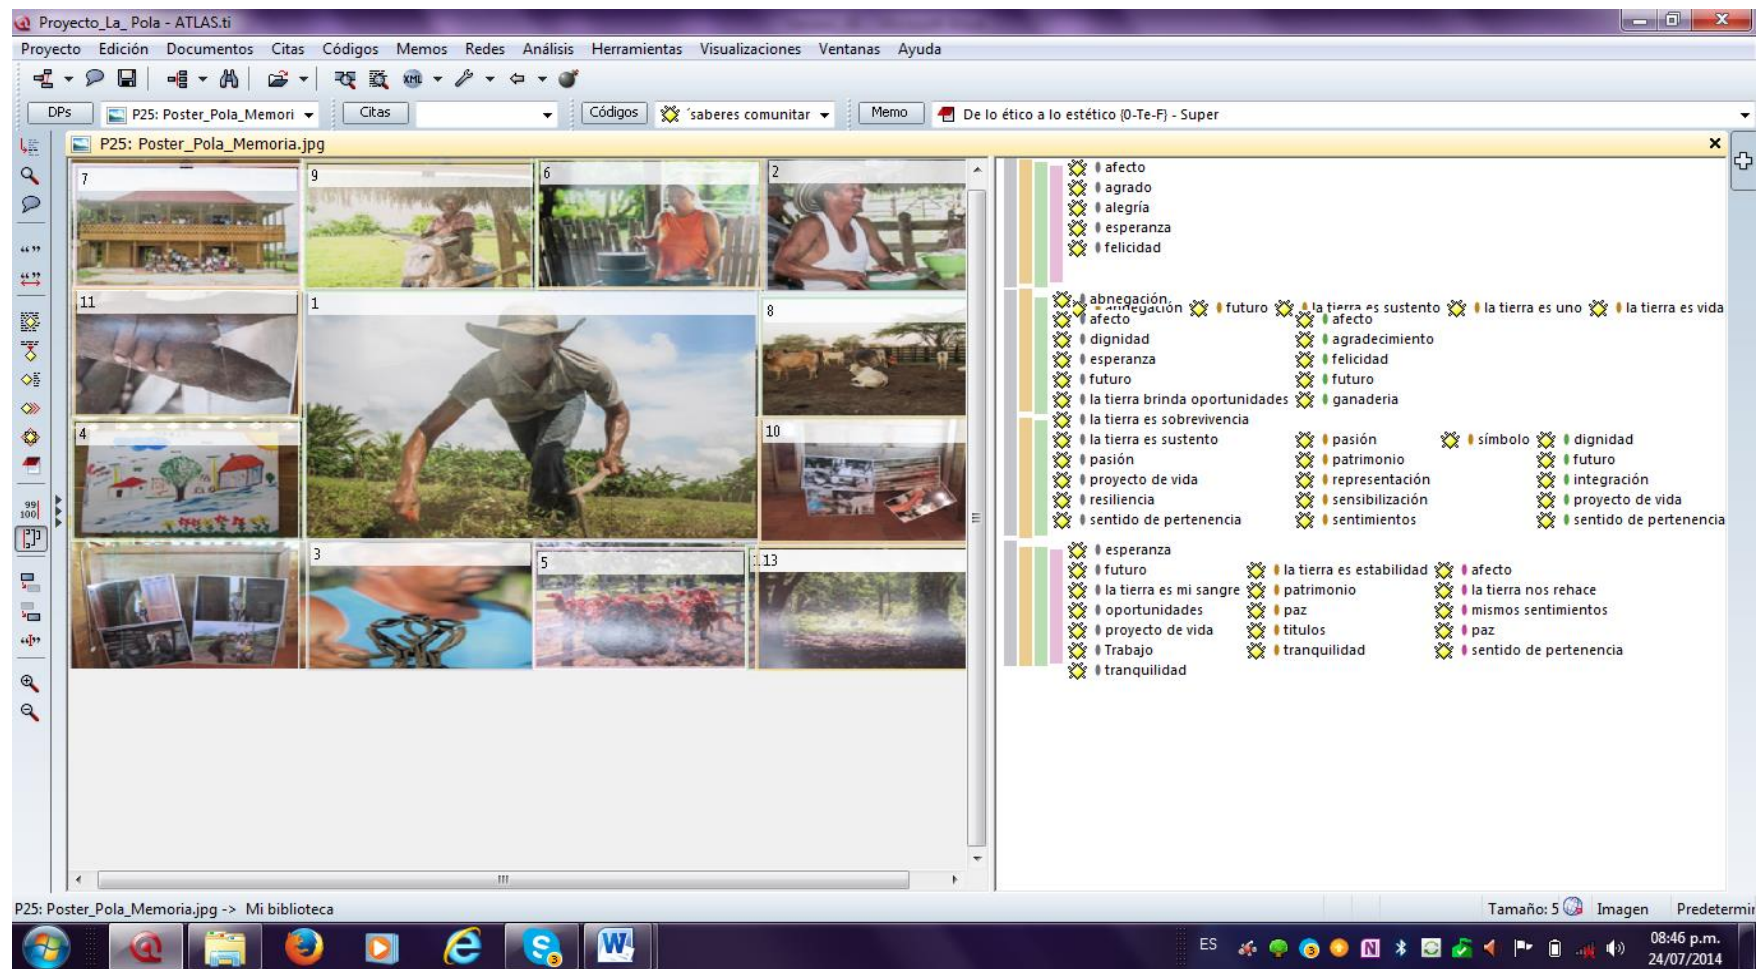 Proyecto_La_ Pola - ATLAS.ti
Proyecto Edición Documentos Citas Códigos Memos Redes Análisis Herramientas Visualizaciones Ventanas Ayuda
XML
DPs P25: Poster_Pola_Memori Citas Códigos ´saberes comunitar Memo De lo ético a lo estético {0-Te-F} - Super
P25: Poster_Pola_Memoria.jpg
7 9 6 2
afecto
agrado
alegría
esperanza
felicidad
11 1 8
abnegación
futuro la tierra es sustento la tierra es uno la tierra es vida
afecto afecto
dignidad agradecimiento
esperanza felicidad
futuro futuro
la tierra brinda oportunidades ganaderia
la tierra es sobrevivencia
4 10
la tierra es sustento pasión símbolo dignidad
pasión patrimonio futuro
proyecto de vida representación integración
resiliencia sensibilización proyecto de vida
sentido de pertenencia sentimientos sentido de pertenencia
3 5 13
esperanza
futuro la tierra es estabilidad afecto
la tierra es mi sangre patrimonio la tierra nos rehace
oportunidades paz mismos sentimientos
proyecto de vida titulos paz
Trabajo tranquilidad sentido de pertenencia
tranquilidad
P25: Poster_Pola_Memoria.jpg -> Mi biblioteca Tamaño: 5 Imagen Predetermi
ES 08:46 p.m.
24/07/2014